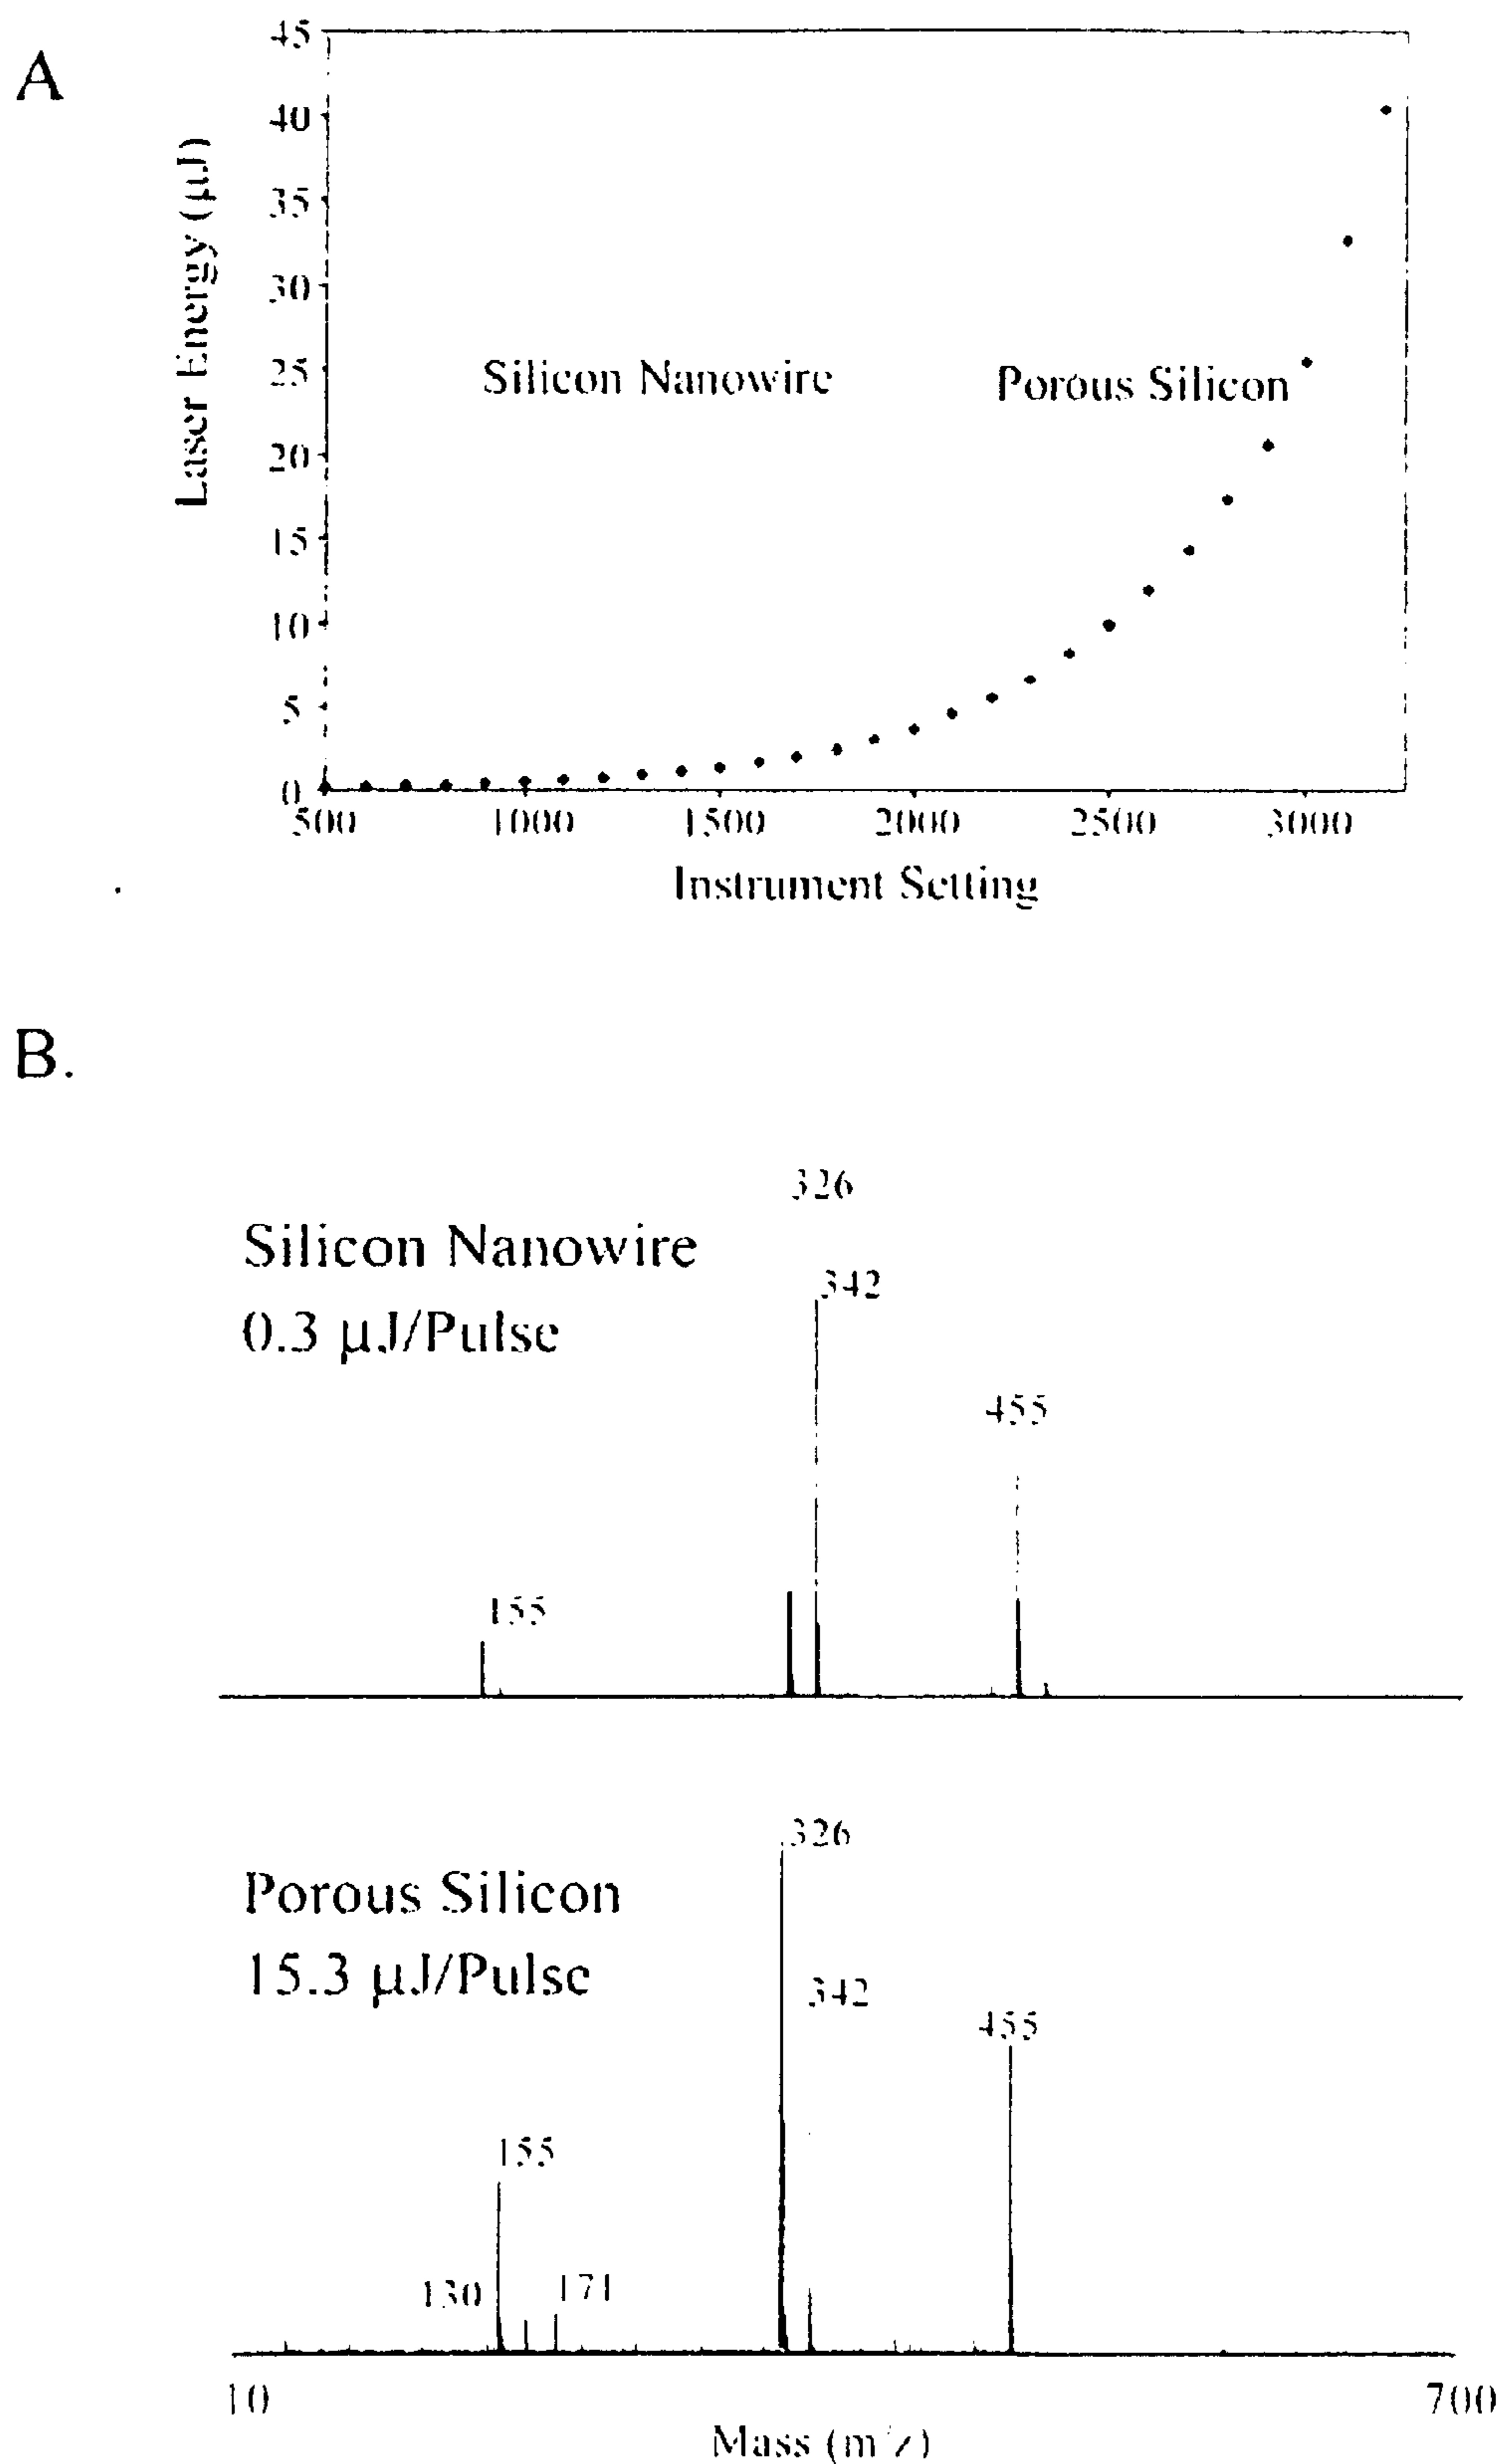 A
45
40
35
30
25
20
15
10
5
0
Laser Energy (µJ)
Silicon Nanowire
Porous Silicon
500 1000 1500 2000 2500 3000
Instrument Setting
B.
Silicon Nanowire
0.3 µJ/Pulse
326
342
455
155
Porous Silicon
15.3 µJ/Pulse
326
342
455
155
130
171
10 700
Mass (m/z)